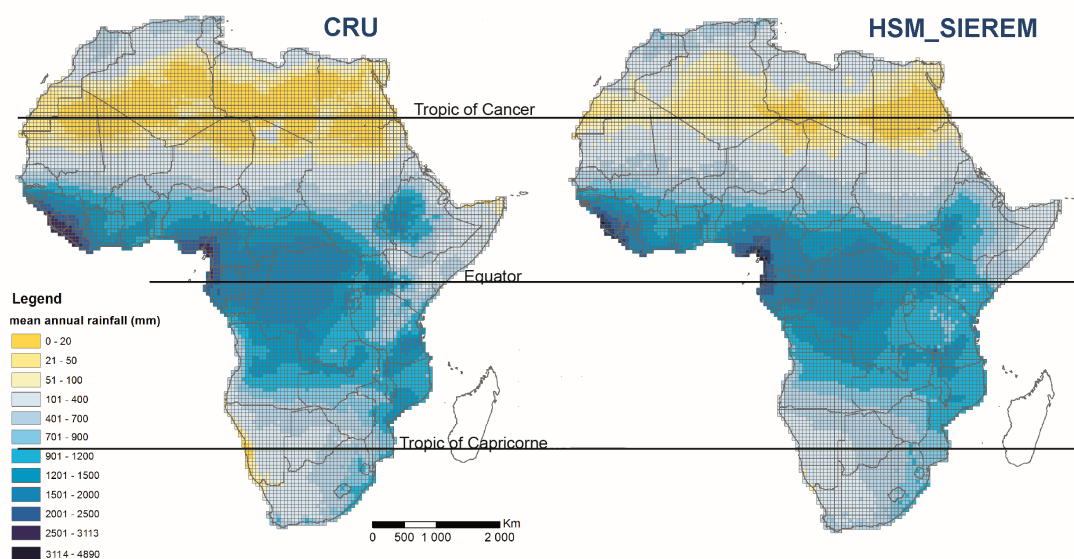 CRU
HSM_SIEREM
Tropic of Cancer
Equator
Legend
mean annual rainfall (mm)
0 - 20
21 - 50
51 - 100
101 - 400
401 - 700
701 - 900
901 - 1200
1201 - 1500
1501 - 2000
2001 - 2500
2501 - 3113
3114 - 4890
Tropic of Capricorne
Km
0 500 1 000 2 000